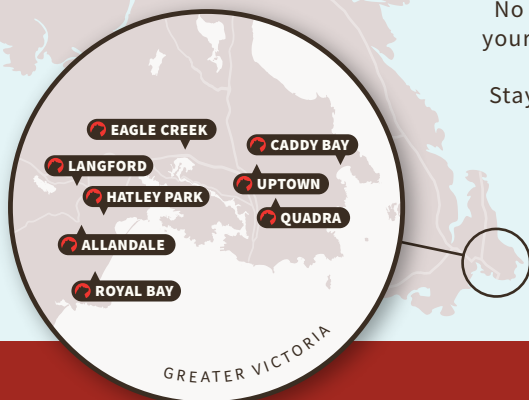 No
your
Stay
EAGLE CREEK
CADDY BAY
LANGFORD
UPTOWN
HATLEY PARK
QUADRA
ALLANDALE
ROYAL BAY
GREATER VICTORIA